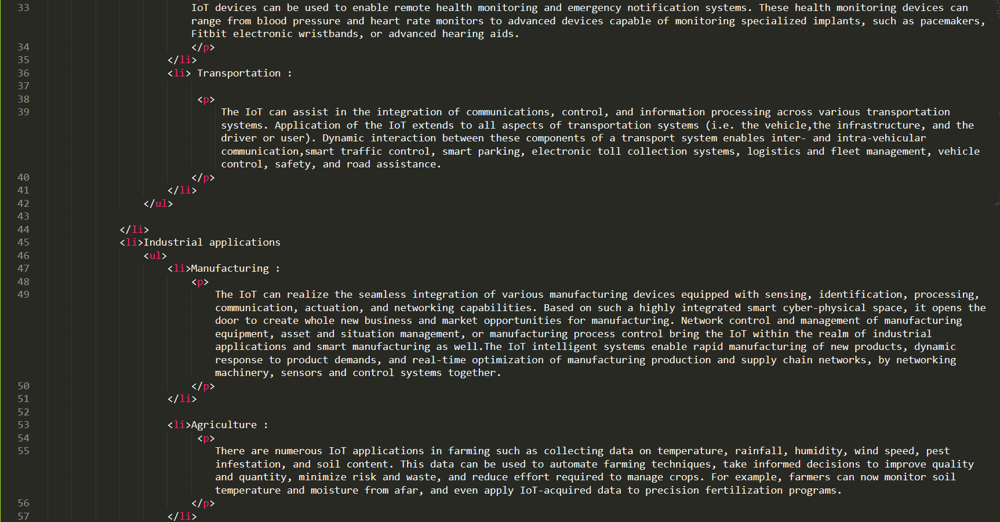 33 IoT devices can be used to enable remote health monitoring and emergency notification systems. These health monitoring devices can
range from blood pressure and heart rate monitors to advanced devices capable of monitoring specialized implants, such as pacemakers,
Fitbit electronic wristbands, or advanced hearing aids.
34 </p>
35 </li>
36 <li> Transportation :
37
38 <p>
39 The IoT can assist in the integration of communications, control, and information processing across various transportation
systems. Application of the IoT extends to all aspects of transportation systems (i.e. the vehicle,the infrastructure, and the
driver or user). Dynamic interaction between these components of a transport system enables inter- and intra-vehicular
communication,smart traffic control, smart parking, electronic toll collection systems, logistics and fleet management, vehicle
control, safety, and road assistance.
40 </p>
41 </li>
42 </ul>
43
44 </li>
45 <li>Industrial applications
46 <ul>
47 <li>Manufacturing :
48 <p>
49 The IoT can realize the seamless integration of various manufacturing devices equipped with sensing, identification, processing,
communication, actuation, and networking capabilities. Based on such a highly integrated smart cyber-physical space, it opens the
door to create whole new business and market opportunities for manufacturing. Network control and management of manufacturing
equipment, asset and situation management, or manufacturing process control bring the IoT within the realm of industrial
applications and smart manufacturing as well.The IoT intelligent systems enable rapid manufacturing of new products, dynamic
response to product demands, and real-time optimization of manufacturing production and supply chain networks, by networking
machinery, sensors and control systems together.
50 </p>
51 </li>
52
53 <li>Agriculture :
54 <p>
55 There are numerous IoT applications in farming such as collecting data on temperature, rainfall, humidity, wind speed, pest
infestation, and soil content. This data can be used to automate farming techniques, take informed decisions to improve quality
and quantity, minimize risk and waste, and reduce effort required to manage crops. For example, farmers can now monitor soil
temperature and moisture from afar, and even apply IoT-acquired data to precision fertilization programs.
56 </p>
57 </li>